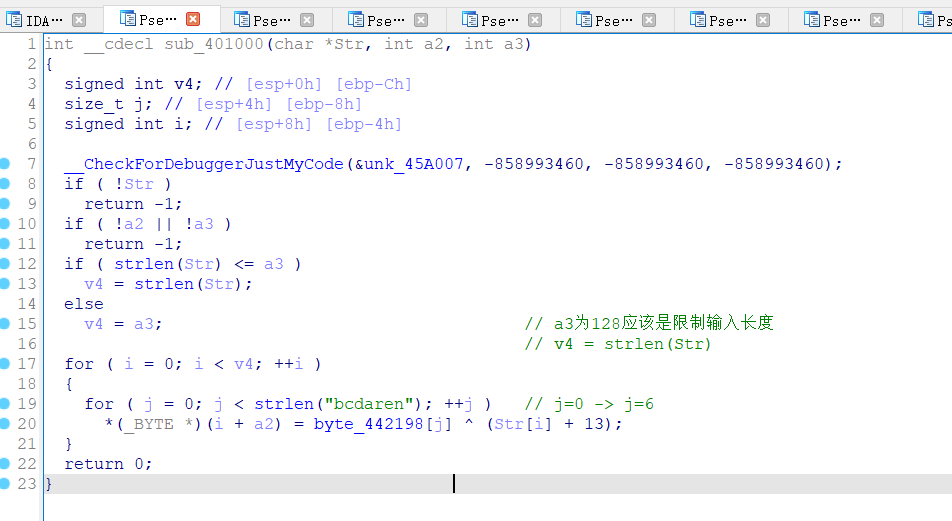 IDA··· Pse··· Pse··· Pse··· Pse··· Pse··· Pse··· Pse··· Ps
1 int __cdecl sub_401000(char *Str, int a2, int a3)
2 {
3 signed int v4; // [esp+0h] [ebp-Ch]
4 size_t j; // [esp+4h] [ebp-8h]
5 signed int i; // [esp+8h] [ebp-4h]
6
7 __CheckForDebuggerJustMyCode(&unk_45A007, -858993460, -858993460, -858993460);
8 if ( !Str )
9 return -1;
10 if ( !a2 || !a3 )
11 return -1;
12 if ( strlen(Str) <= a3 )
13 v4 = strlen(Str);
14 else
15 v4 = a3; // a3为128应该是限制输入长度
16 // v4 = strlen(Str)
17 for ( i = 0; i < v4; ++i )
18 {
19 for ( j = 0; j < strlen("bcdaren"); ++j ) // j=0 -> j=6
20 *(_BYTE *)(i + a2) = byte_442198[j] ^ (Str[i] + 13);
21 }
22 return 0;
23 }